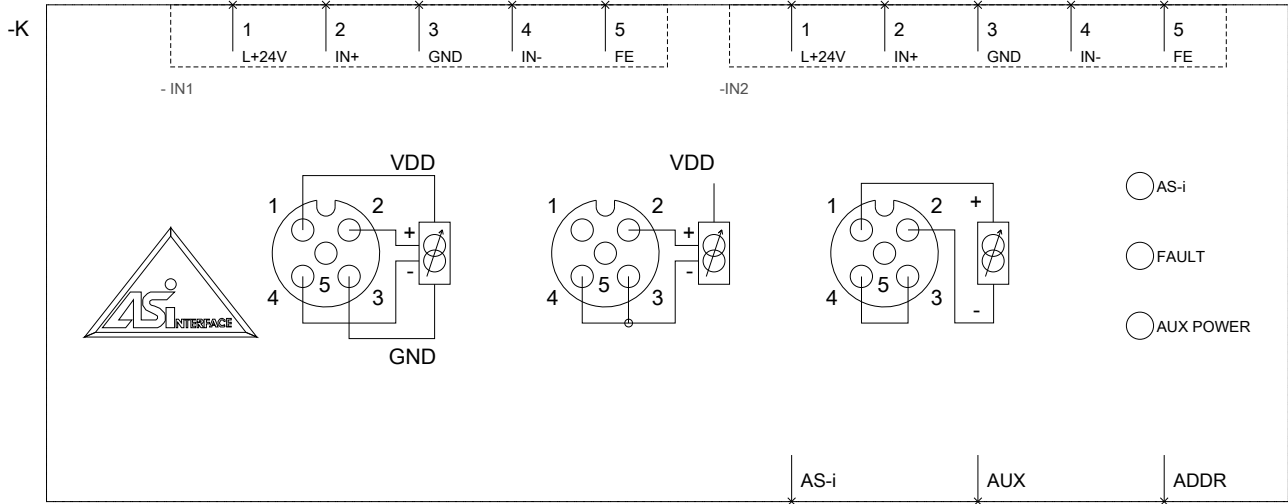 -K
1 2 3 4 5 1 2 3 4 5
L+24V IN+ GND IN- FE L+24V IN+ GND IN- FE
- IN1 -IN2
VDD VDD
1 2 1 2 1 2 +
+ +
- -
4 5 3 4 5 3 4 5 3 -
GND
ASi INTERFACE
AS-i
FAULT
AUX POWER
AS-i AUX ADDR